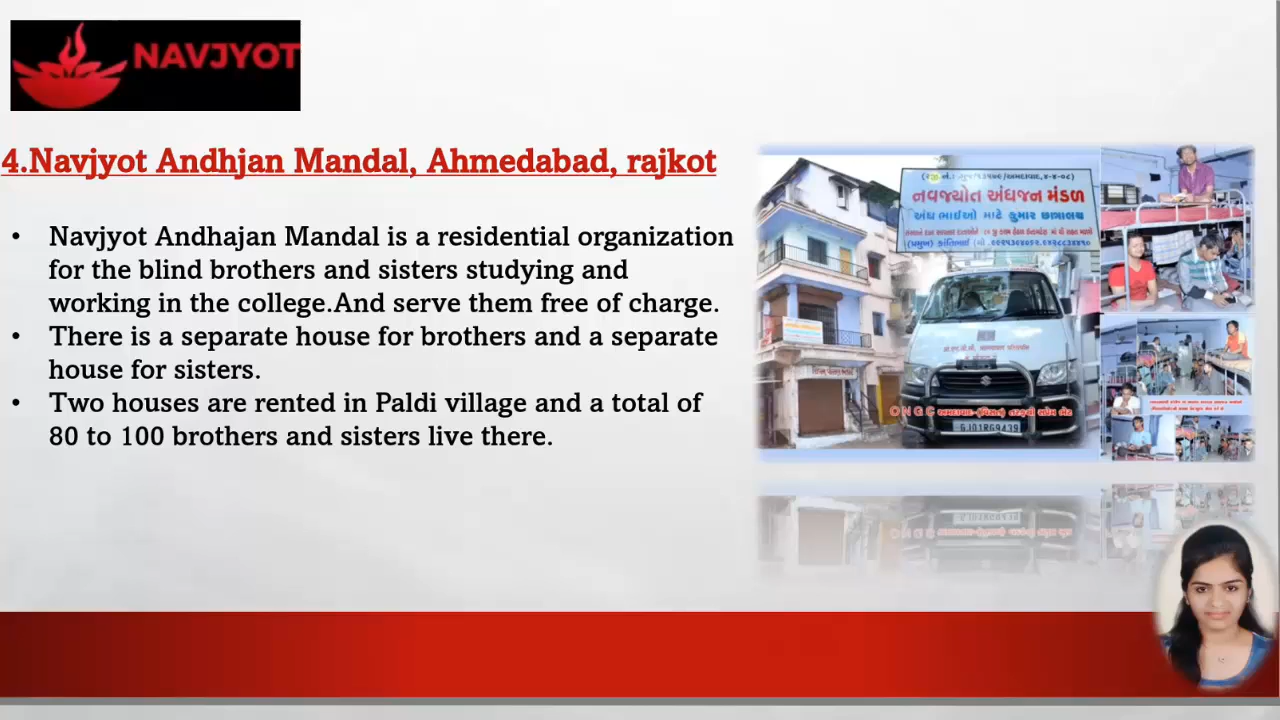 NAVJYOT
4.Navjyot Andhjan Mandal, Ahmedabad, rajkot
• Navjyot Andhajan Mandal is a residential organization
for the blind brothers and sisters studying and
working in the college.And serve them free of charge.
• There is a separate house for brothers and a separate
house for sisters.
• Two houses are rented in Paldi village and a total of
80 to 100 brothers and sisters live there.
નવજ્યોત અંધજન મંડળ
અંધ ભાઈઓ માટે કુમાર છાત્રાલય
ONGC અમદાવાદ
GJ01RG9439